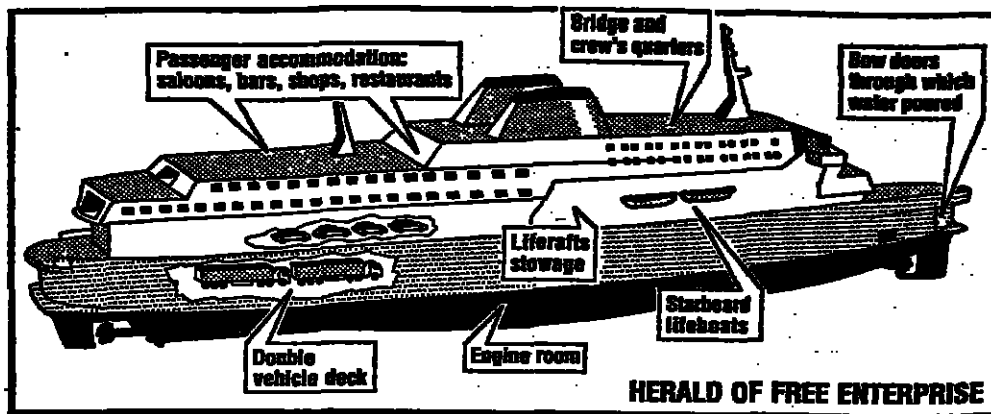 Passenger accommodation:
saloons, bars, shops, restaurants
Bridge and
crew's quarters
Bow doors
through which
water poured
Liferafts
stowage
Starboard
lifeboats
Double
vehicle deck
Engine room
HERALD OF FREE ENTERPRISE